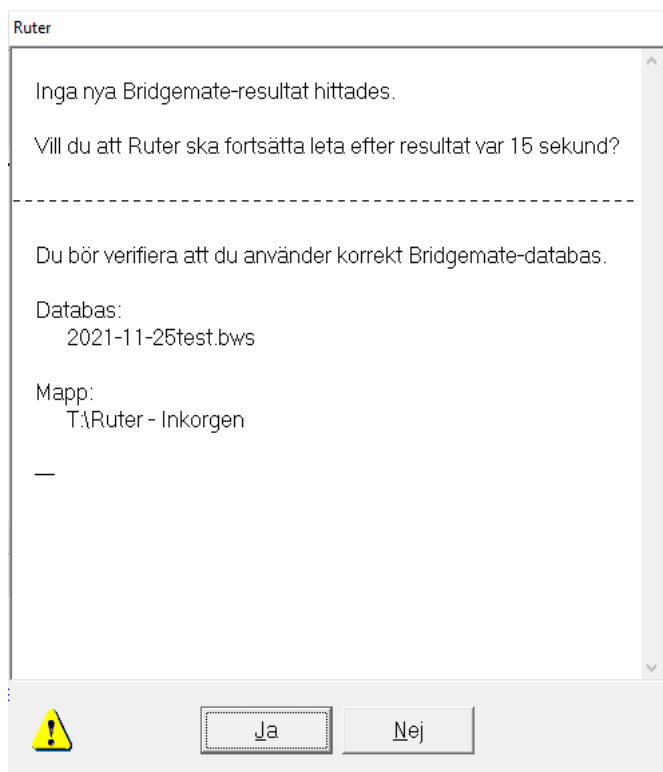 Ruter
Inga nya Bridgemate-resultat hittades.
Vill du att Ruter ska fortsätta leta efter resultat var 15 sekund?
Du bör verifiera att du använder korrekt Bridgemate-databas.
Databas:
2021-11-25test.bws
Mapp:
T:\Ruter - Inkorgen
Ja
Nej